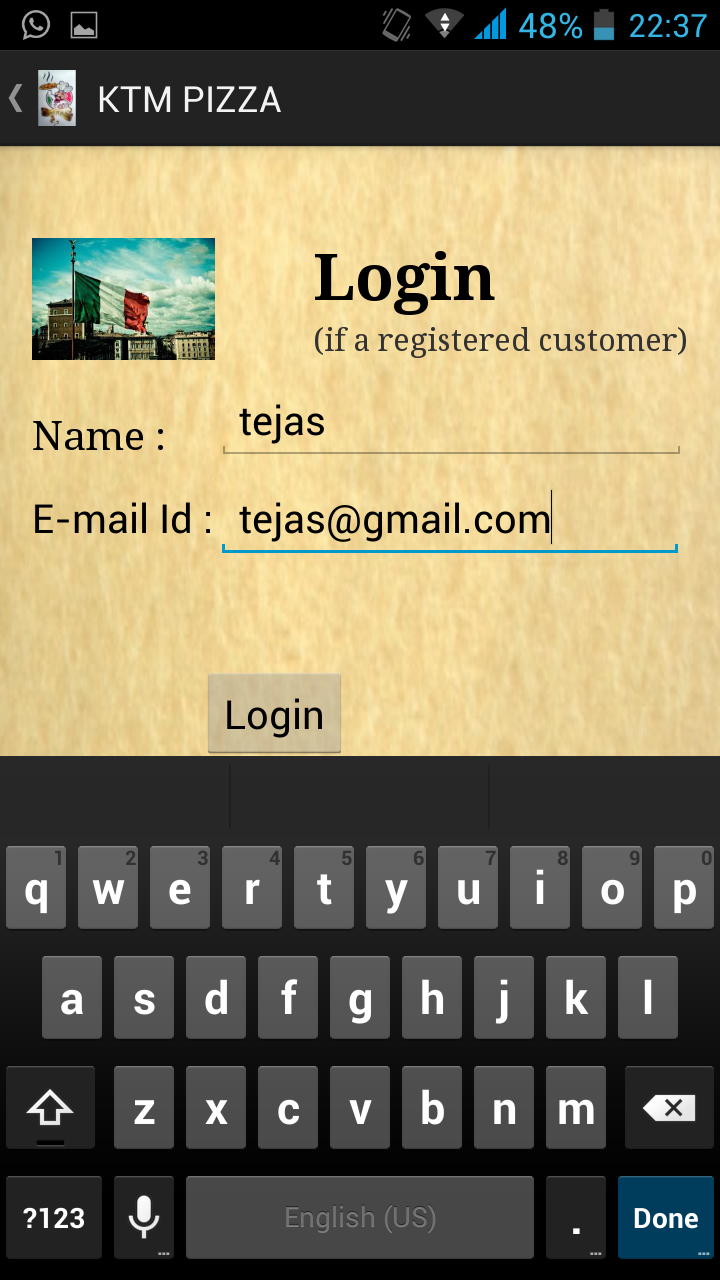 48% 22:37
KTM PIZZA
Login
(if a registered customer)
Name : tejas
E-mail Id : tejas@gmail.com
Login
1 2 3 4 5 6 7 8 9 0
q w e r t y u i o p
a s d f g h j k l
z x c v b n m
?123 English (US) . Done